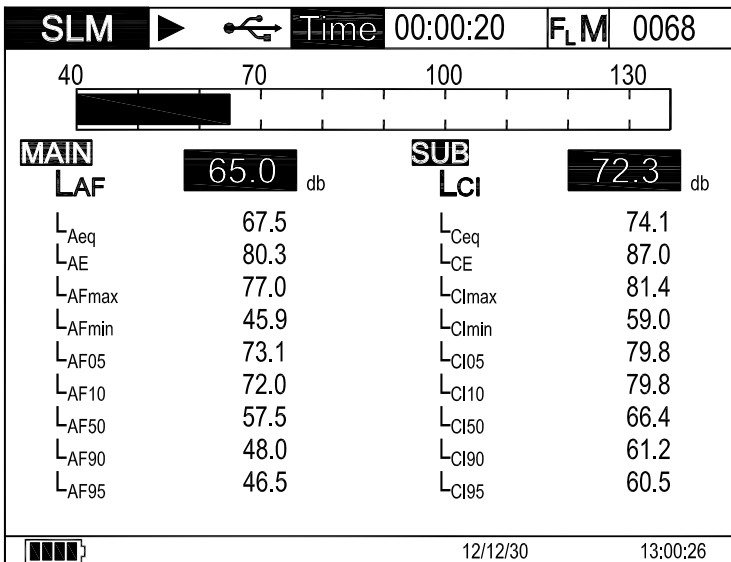 SLM Time 00:00:20 FLM 0068
40 70 100 130
MAIN SUB
LAF 65.0 db LCI 72.3 db
LAeq 67.5 LCeq 74.1
LAE 80.3 LCE 87.0
LAFmax 77.0 LCImax 81.4
LAFmin 45.9 LCImin 59.0
LAF05 73.1 LCI05 79.8
LAF10 72.0 LCI10 79.8
LAF50 57.5 LCI50 66.4
LAF90 48.0 LCI90 61.2
LAF95 46.5 LCI95 60.5
12/12/30 13:00:26